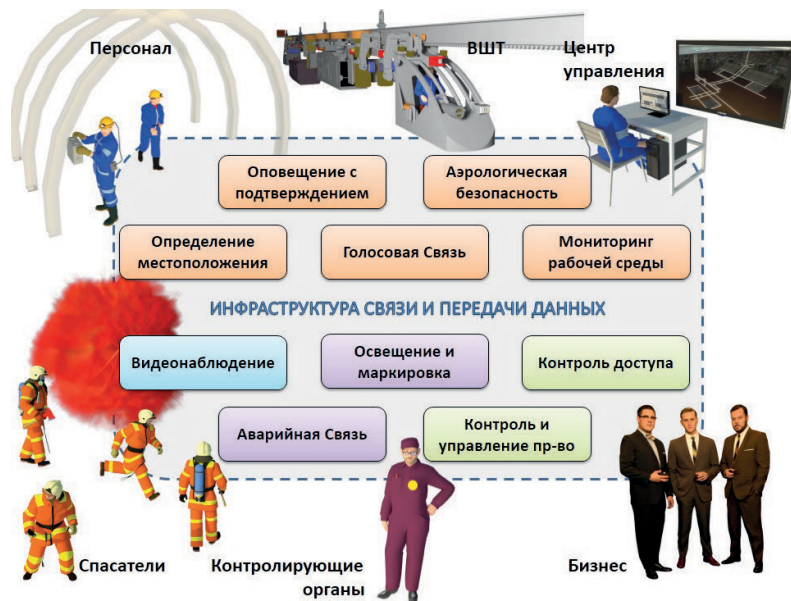 Персонал
ВШТ
Центр
управления
Оповещение с
подтверждением
Аэрологическая
безопасность
Определение
местоположения
Голосовая Связь
Мониторинг
рабочей среды
ИНФРАСТРУКТУРА СВЯЗИ И ПЕРЕДАЧИ ДАННЫХ
Видеонаблюдение
Освещение и
маркировка
Контроль доступа
Аварийная Связь
Контроль и
управление пр-во
Спасатели
Контролирующие
органы
Бизнес